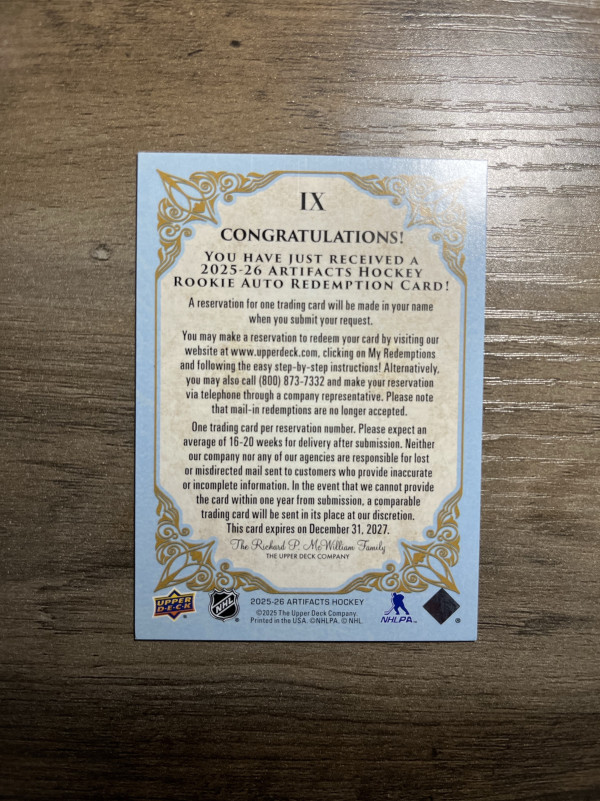 IX
CONGRATULATIONS!
YOU HAVE JUST RECEIVED A
2025-26 ARTIFACTS HOCKEY
ROOKIE AUTO REDEMPTION CARD!
A reservation for one trading card will be made in your name
when you submit your request.
You may make a reservation to redeem your card by visiting our
website at www.upperdeck.com, clicking on My Redemptions
and following the easy step-by-step instructions! Alternatively,
you may also call (800) 873-7332 and make your reservation
via telephone through a company representative. Please note
that mail-in redemptions are no longer accepted.
One trading card per reservation number. Please expect an
average of 16-20 weeks for delivery after submission. Neither
our company nor any of our agencies are responsible for lost
or misdirected mail sent to customers who provide inaccurate
or incomplete information. In the event that we cannot provide
the card within one year from submission, a comparable
trading card will be sent in its place at our discretion.
This card expires on December 31, 2027.
The Richard P. McWilliam Family
THE UPPER DECK COMPANY
UPPER
DECK
NHL
2025-26 ARTIFACTS HOCKEY
©2025 The Upper Deck Company.
Printed in the USA. ©NHLPA. © NHL.
NHLPA™
®